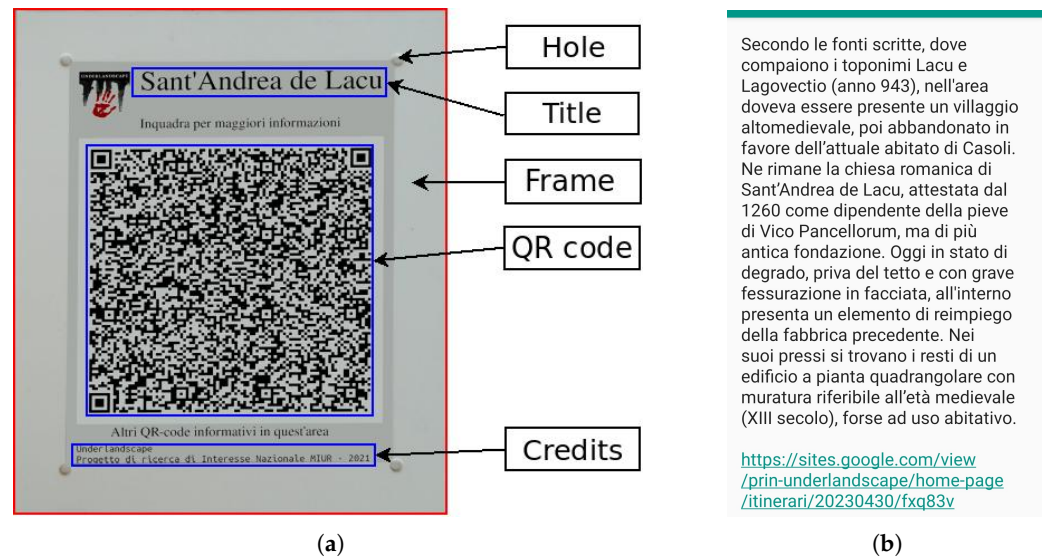 UNDERLANDSCAPE
Sant'Andrea de Lacu
Inquadra per maggiori informazioni
Altri QR-code informativi in quest'area
Underlandscape
Progetto di ricerca di Interesse Nazionale MIUR - 2021
Hole
Title
Frame
QR code
Credits
(a)
Secondo le fonti scritte, dove
compaiono i toponimi Lacu e
Lagovectio (anno 943), nell'area
doveva essere presente un villaggio
altomedievale, poi abbandonato in
favore dell’attuale abitato di Casoli.
Ne rimane la chiesa romanica di
Sant’Andrea de Lacu, attestata dal
1260 come dipendente della pieve
di Vico Pancellorum, ma di più
antica fondazione. Oggi in stato di
degrado, priva del tetto e con grave
fessurazione in facciata, all'interno
presenta un elemento di reimpiego
della fabbrica precedente. Nei
suoi pressi si trovano i resti di un
edificio a pianta quadrangolare con
muratura riferibile all’età medievale
(XIII secolo), forse ad uso abitativo.
https://sites.google.com/view
/prin-underlandscape/home-page
/itinerari/20230430/fxq83v
(b)